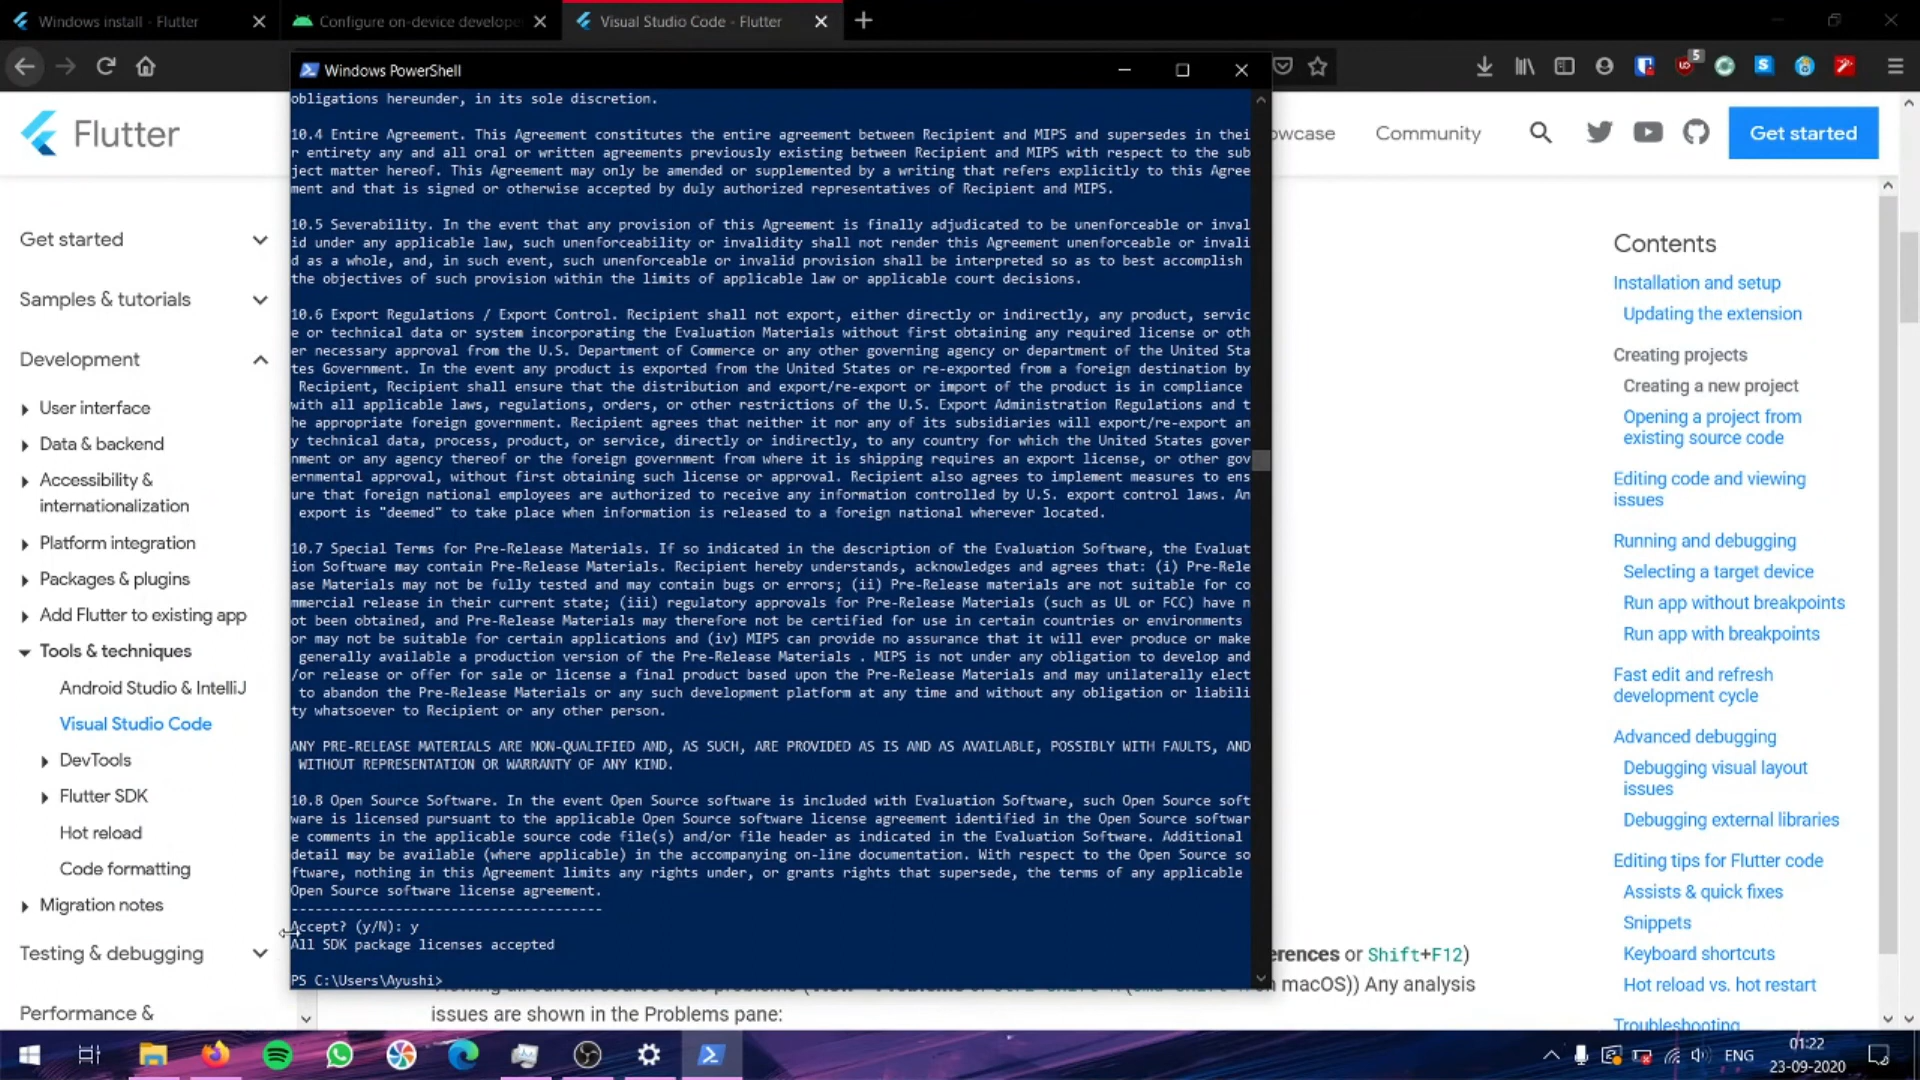 Windows install - Flutter
Configure on-device develope
Visual Studio Code - Flutter
5
Windows PowerShell
Flutter
owcase
Community
Get started
Get started
Samples & tutorials
Development
User interface
Data & backend
Accessibility &
internationalization
Platform integration
Packages & plugins
Add Flutter to existing app
Tools & techniques
Android Studio & IntelliJ
Visual Studio Code
DevTools
Flutter SDK
Hot reload
Code formatting
Migration notes
Testing & debugging
Performance &
obligations hereunder, in its sole discretion.
10.4 Entire Agreement. This Agreement constitutes the entire agreement between Recipient and MIPS and supersedes in thei
r entirety any and all oral or written agreements previously existing between Recipient and MIPS with respect to the sub
ject matter hereof. This Agreement may only be amended or supplemented by a writing that refers explicitly to this Agree
ment and that is signed or otherwise accepted by duly authorized representatives of Recipient and MIPS.
10.5 Severability. In the event that any provision of this Agreement is finally adjudicated to be unenforceable or inval
id under any applicable law, such unenforceability or invalidity shall not render this Agreement unenforceable or invali
d as a whole, and, in such event, such unenforceable or invalid provision shall be interpreted so as to best accomplish
the objectives of such provision within the limits of applicable law or applicable court decisions.
10.6 Export Regulations / Export Control. Recipient shall not export, either directly or indirectly, any product, servic
e or technical data or system incorporating the Evaluation Materials without first obtaining any required license or oth
er necessary approval from the U.S. Department of Commerce or any other governing agency or department of the United Sta
tes Government. In the event any product is exported from the United States or re-exported from a foreign destination by
Recipient, Recipient shall ensure that the distribution and export/re-export or import of the product is in compliance
with all applicable laws, regulations, orders, or other restrictions of the U.S. Export Administration Regulations and t
he appropriate foreign government. Recipient agrees that neither it nor any of its subsidiaries will export/re-export an
y technical data, process, product, or service, directly or indirectly, to any country for which the United States gover
nment or any agency thereof or the foreign government from where it is shipping requires an export license, or other gov
ernmental approval, without first obtaining such license or approval. Recipient also agrees to implement measures to ens
ure that foreign national employees are authorized to receive any information controlled by U.S. export control laws. An
export is "deemed" to take place when information is released to a foreign national wherever located.
10.7 Special Terms for Pre-Release Materials. If so indicated in the description of the Evaluation Software, the Evaluat
ion Software may contain Pre-Release Materials. Recipient hereby understands, acknowledges and agrees that: (i) Pre-Rele
ase Materials may not be fully tested and may contain bugs or errors; (ii) Pre-Release materials are not suitable for co
mmercial release in their current state; (iii) regulatory approvals for Pre-Release Materials (such as UL or FCC) have n
ot been obtained, and Pre-Release Materials may therefore not be certified for use in certain countries or environments
or may not be suitable for certain applications and (iv) MIPS can provide no assurance that it will ever produce or make
generally available a production version of the Pre-Release Materials . MIPS is not under any obligation to develop and
/or release or offer for sale or license a final product based upon the Pre-Release Materials and may unilaterally elect
to abandon the Pre-Release Materials or any such development platform at any time and without any obligation or liabili
ty whatsoever to Recipient or any other person.
ANY PRE-RELEASE MATERIALS ARE NON-QUALIFIED AND, AS SUCH, ARE PROVIDED AS IS AND AS AVAILABLE, POSSIBLY WITH FAULTS, AND
WITHOUT REPRESENTATION OR WARRANTY OF ANY KIND.
10.8 Open Source Software. In the event Open Source software is included with Evaluation Software, such Open Source soft
ware is licensed pursuant to the applicable Open Source software license agreement identified in the Open Source softwar
e comments in the applicable source code file(s) and/or file header as indicated in the Evaluation Software. Additional
detail may be available (where applicable) in the accompanying on-line documentation. With respect to the Open Source so
ftware, nothing in this Agreement limits any rights under, or grants rights that supersede, the terms of any applicable
Open Source software license agreement.
---------------------------------------
Accept? (y/N): y
All SDK package licenses accepted
PS C:\Users\Ayushi>
erences or Shift+F12)
n macOS)) Any analysis
issues are shown in the Problems pane:
Contents
Installation and setup
Updating the extension
Creating projects
Creating a new project
Opening a project from
existing source code
Editing code and viewing
issues
Running and debugging
Selecting a target device
Run app without breakpoints
Run app with breakpoints
Fast edit and refresh
development cycle
Advanced debugging
Debugging visual layout
issues
Debugging external libraries
Editing tips for Flutter code
Assists & quick fixes
Snippets
Keyboard shortcuts
Hot reload vs. hot restart
Troubleshooting
ENG
01:22
23-09-2020